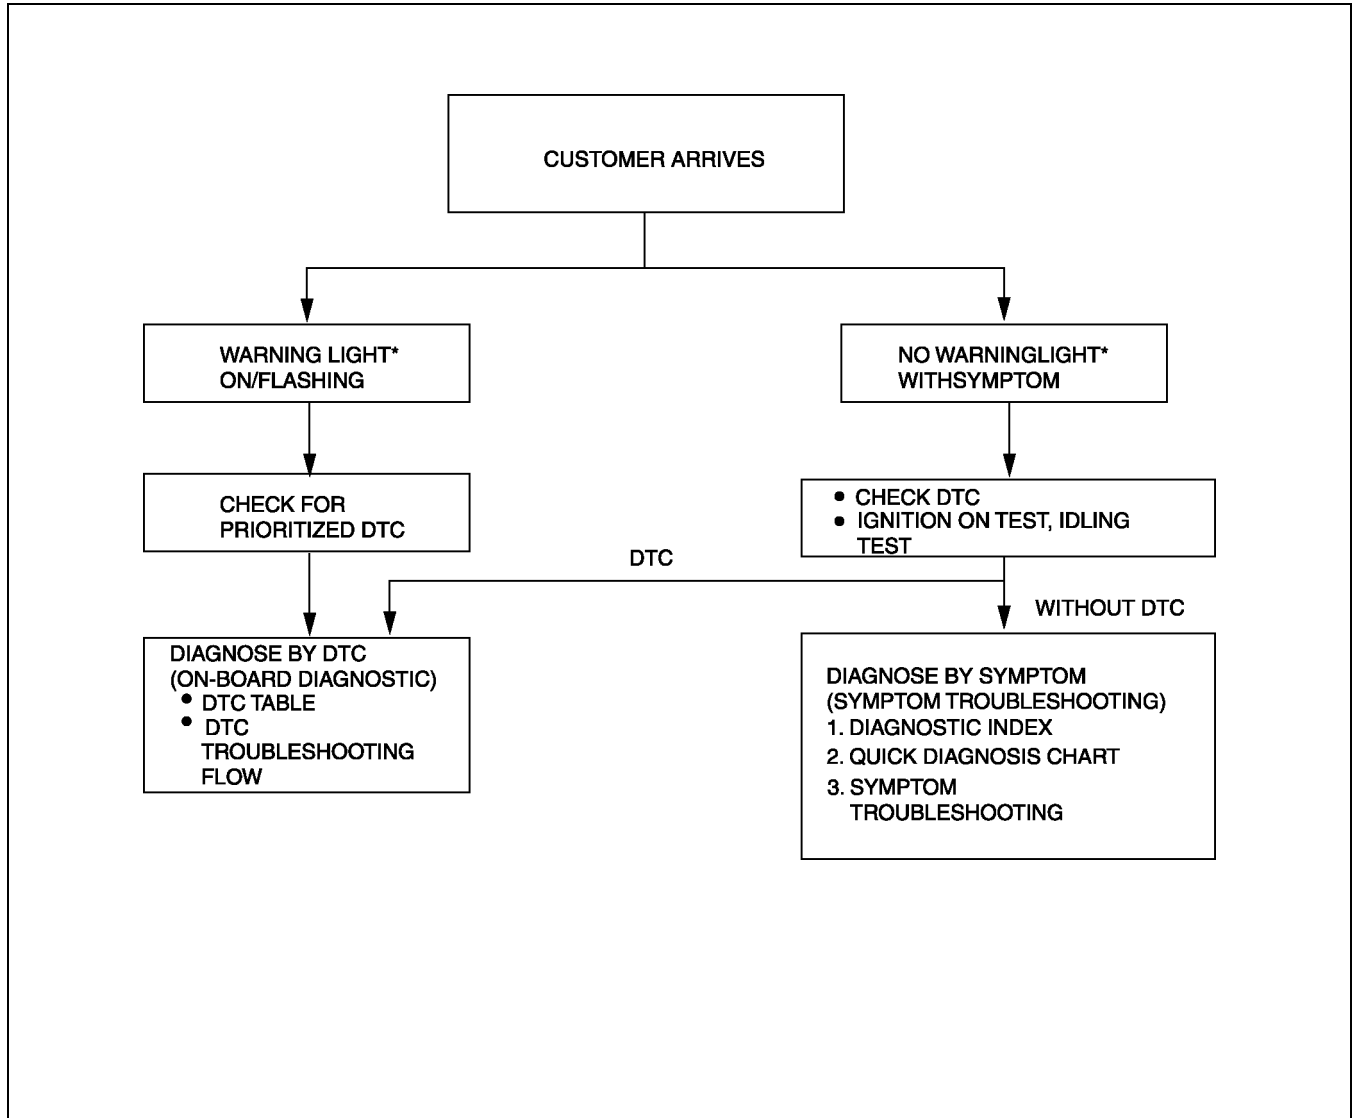 CUSTOMER ARRIVES
WARNING LIGHT*
ON/FLASHING
NO WARNINGLIGHT*
WITHSYMPTOM
CHECK FOR
PRIORITIZED DTC
• CHECK DTC
• IGNITION ON TEST, IDLING
TEST
DTC
WITHOUT DTC
DIAGNOSE BY DTC
(ON-BOARD DIAGNOSTIC)
• DTC TABLE
• DTC
TROUBLESHOOTING
FLOW
DIAGNOSE BY SYMPTOM
(SYMPTOM TROUBLESHOOTING)
1. DIAGNOSTIC INDEX
2. QUICK DIAGNOSIS CHART
3. SYMPTOM
TROUBLESHOOTING